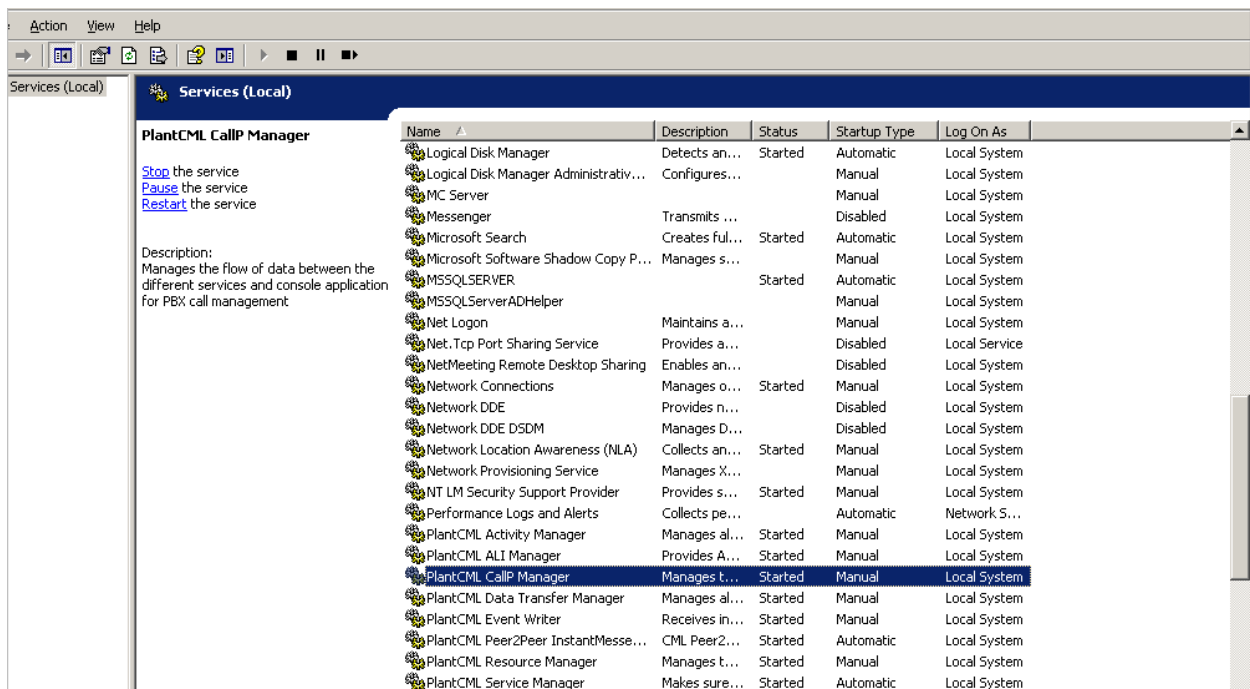 Action View Help
Services (Local)
Services (Local)
PlantCML CallP Manager
Stop the service
Pause the service
Restart the service
Description:
Manages the flow of data between the
different services and console application
for PBX call management
Name Description Status Startup Type Log On As
Logical Disk Manager Detects an... Started Automatic Local System
Logical Disk Manager Administrativ... Configures... Manual Local System
MC Server Manual Local System
Messenger Transmits ... Disabled Local System
Microsoft Search Creates ful... Started Automatic Local System
Microsoft Software Shadow Copy P... Manages s... Manual Local System
MSSQLSERVER Started Automatic Local System
MSSQLServerADHelper Manual Local System
Net Logon Maintains a... Manual Local System
Net.Tcp Port Sharing Service Provides a... Disabled Local Service
NetMeeting Remote Desktop Sharing Enables an... Disabled Local System
Network Connections Manages o... Started Manual Local System
Network DDE Provides n... Disabled Local System
Network DDE DSDM Manages D... Disabled Local System
Network Location Awareness (NLA) Collects an... Started Manual Local System
Network Provisioning Service Manages X... Manual Local System
NT LM Security Support Provider Provides s... Started Manual Local System
Performance Logs and Alerts Collects pe... Automatic Network S...
PlantCML Activity Manager Manages al... Started Manual Local System
PlantCML ALI Manager Provides A... Started Manual Local System
PlantCML CallP Manager Manages t... Started Manual Local System
PlantCML Data Transfer Manager Manages al... Started Manual Local System
PlantCML Event Writer Receives in... Started Manual Local System
PlantCML Peer2Peer InstantMesse... CML Peer2... Started Automatic Local System
PlantCML Resource Manager Manages t... Started Manual Local System
PlantCML Service Manager Makes sure... Started Automatic Local System